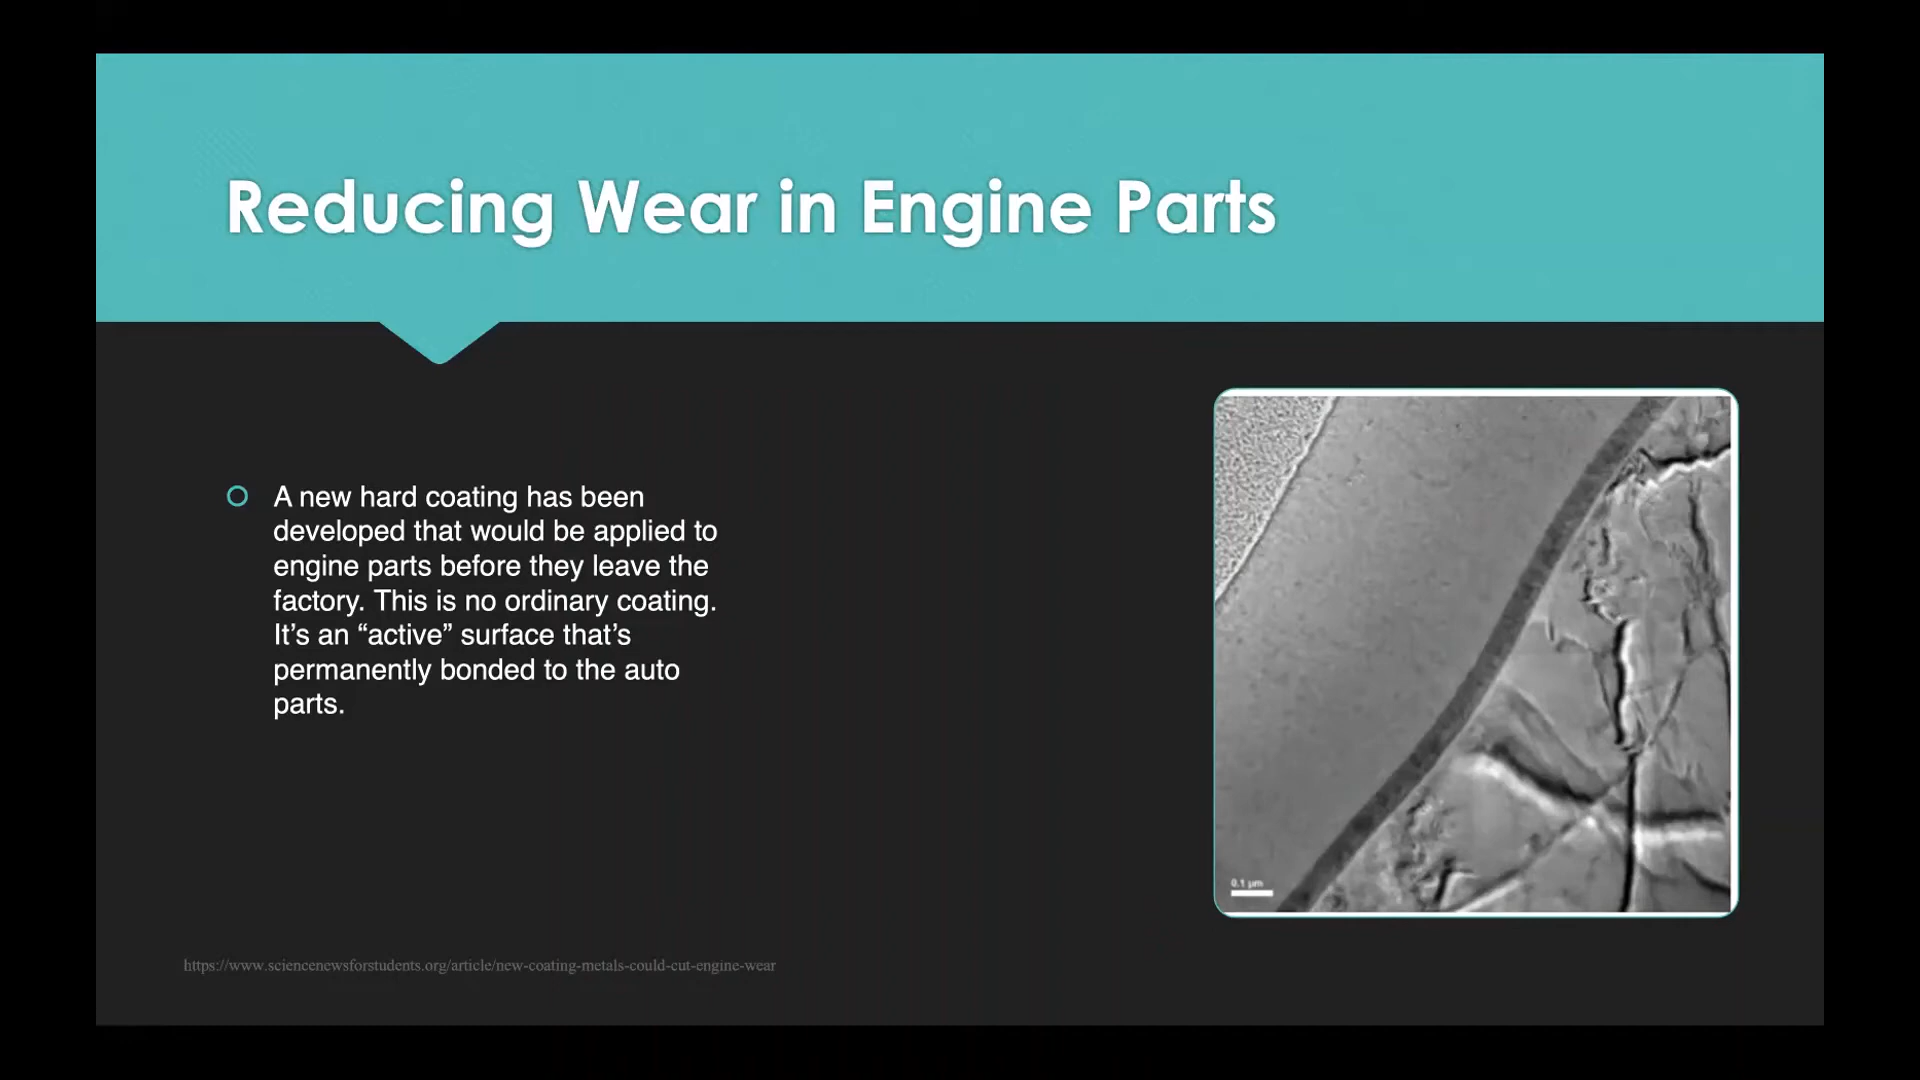 Reducing Wear in Engine Parts
A new hard coating has been
developed that would be applied to
engine parts before they leave the
factory. This is no ordinary coating.
It’s an “active” surface that’s
permanently bonded to the auto
parts.
0.1 µm
https://www.sciencenewsforstudents.org/article/new-coating-metals-could-cut-engine-wear